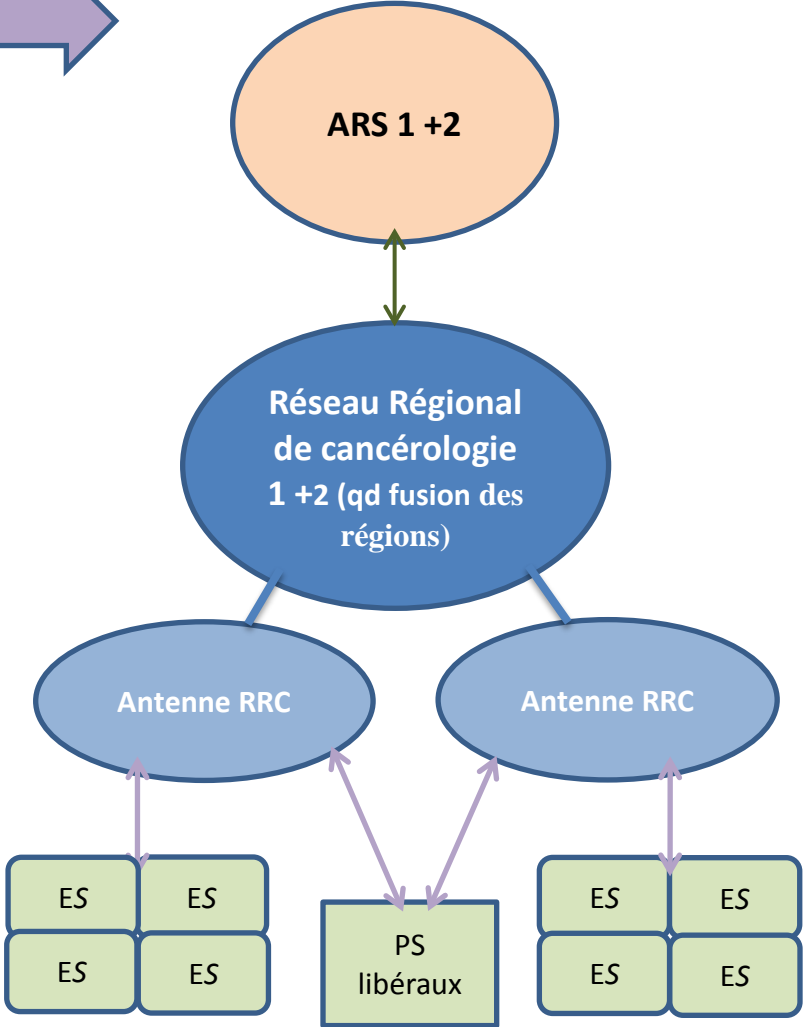 ARS 1 +2
Réseau Régional
de cancérologie
1 +2 (qd fusion des
régions)
Antenne RRC
Antenne RRC
ES
ES
ES
ES
PS
libéraux
ES
ES
ES
ES